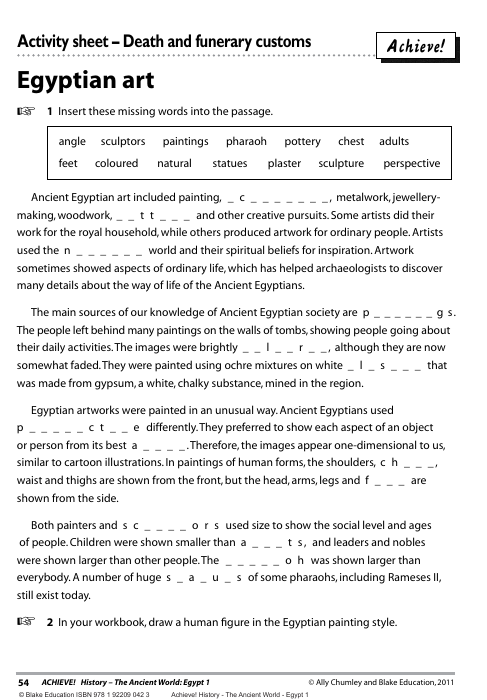 Activity sheet – Death and funerary customs
Achieve!
Egyptian art
1 Insert these missing words into the passage.
angle sculptors paintings pharaoh pottery chest adults
feet coloured natural statues plaster sculpture perspective
Ancient Egyptian art included painting, _ c _ _ _ _ _ _ _, metalwork, jewellery-
making, woodwork, _ _ t t _ _ _ and other creative pursuits. Some artists did their
work for the royal household, while others produced artwork for ordinary people. Artists
used the n _ _ _ _ _ _ world and their spiritual beliefs for inspiration. Artwork
sometimes showed aspects of ordinary life, which has helped archaeologists to discover
many details about the way of life of the Ancient Egyptians.
The main sources of our knowledge of Ancient Egyptian society are p _ _ _ _ _ _ g s.
The people left behind many paintings on the walls of tombs, showing people going about
their daily activities. The images were brightly _ _ l _ _ r _ _, although they are now
somewhat faded. They were painted using ochre mixtures on white _ l _ s _ _ _ that
was made from gypsum, a white, chalky substance, mined in the region.
Egyptian artworks were painted in an unusual way. Ancient Egyptians used
p _ _ _ _ _ c t _ _ e differently. They preferred to show each aspect of an object
or person from its best a _ _ _ _. Therefore, the images appear one-dimensional to us,
similar to cartoon illustrations. In paintings of human forms, the shoulders, c h _ _ _,
waist and thighs are shown from the front, but the head, arms, legs and f _ _ _ are
shown from the side.
Both painters and s c _ _ _ _ o r s used size to show the social level and ages
of people. Children were shown smaller than a _ _ _ t s, and leaders and nobles
were shown larger than other people. The _ _ _ _ _ o h was shown larger than
everybody. A number of huge s _ a _ u _ s of some pharaohs, including Rameses II,
still exist today.
2 In your workbook, draw a human figure in the Egyptian painting style.
54 ACHIEVE! History – The Ancient World: Egypt 1 © Ally Chumley and Blake Education, 2011
© Blake Education ISBN 978 1 92209 042 3 Achieve! History - The Ancient World - Egypt 1